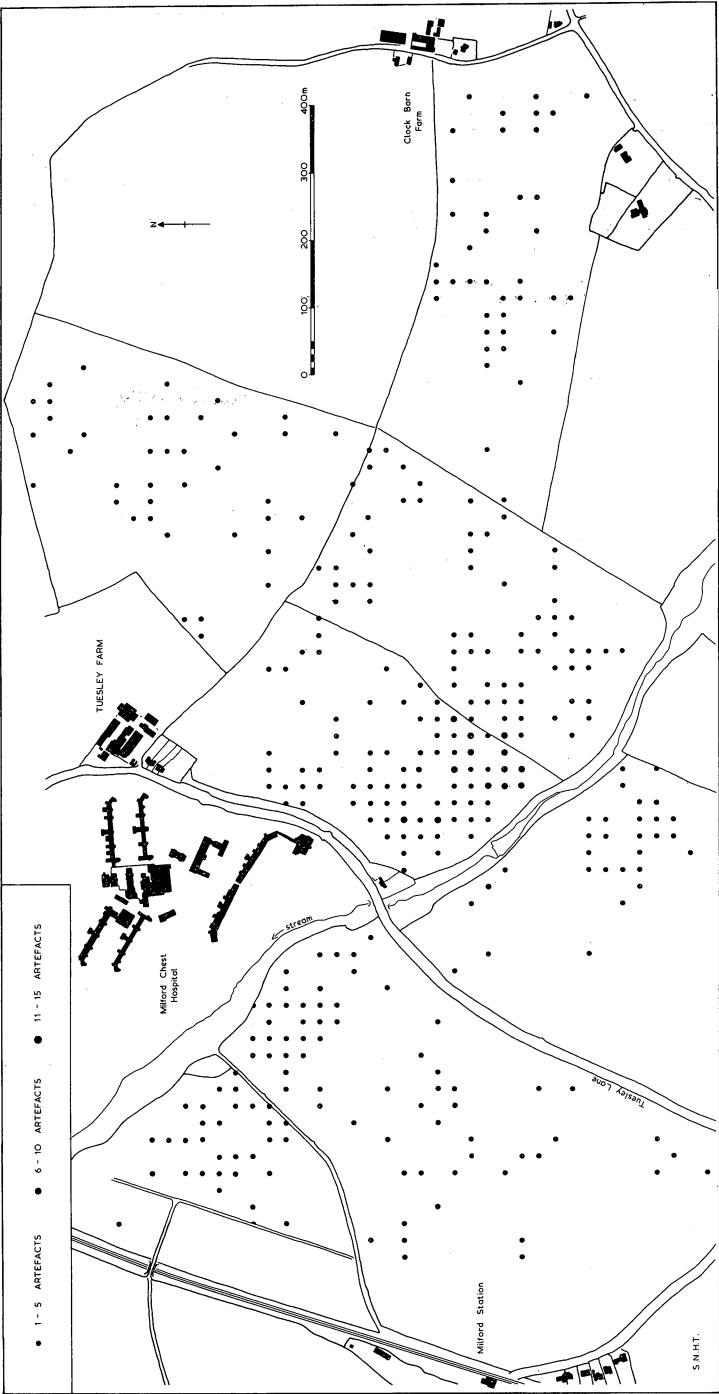 1 - 5 ARTEFACTS
6 - 10 ARTEFACTS
11 - 15 ARTEFACTS
Milford Station
S.N.H.T.
Tuesley Lane
stream
Milford Chest
Hospital
TUESLEY FARM
N
0 100 200 300 400m
Clock Barn
Farm